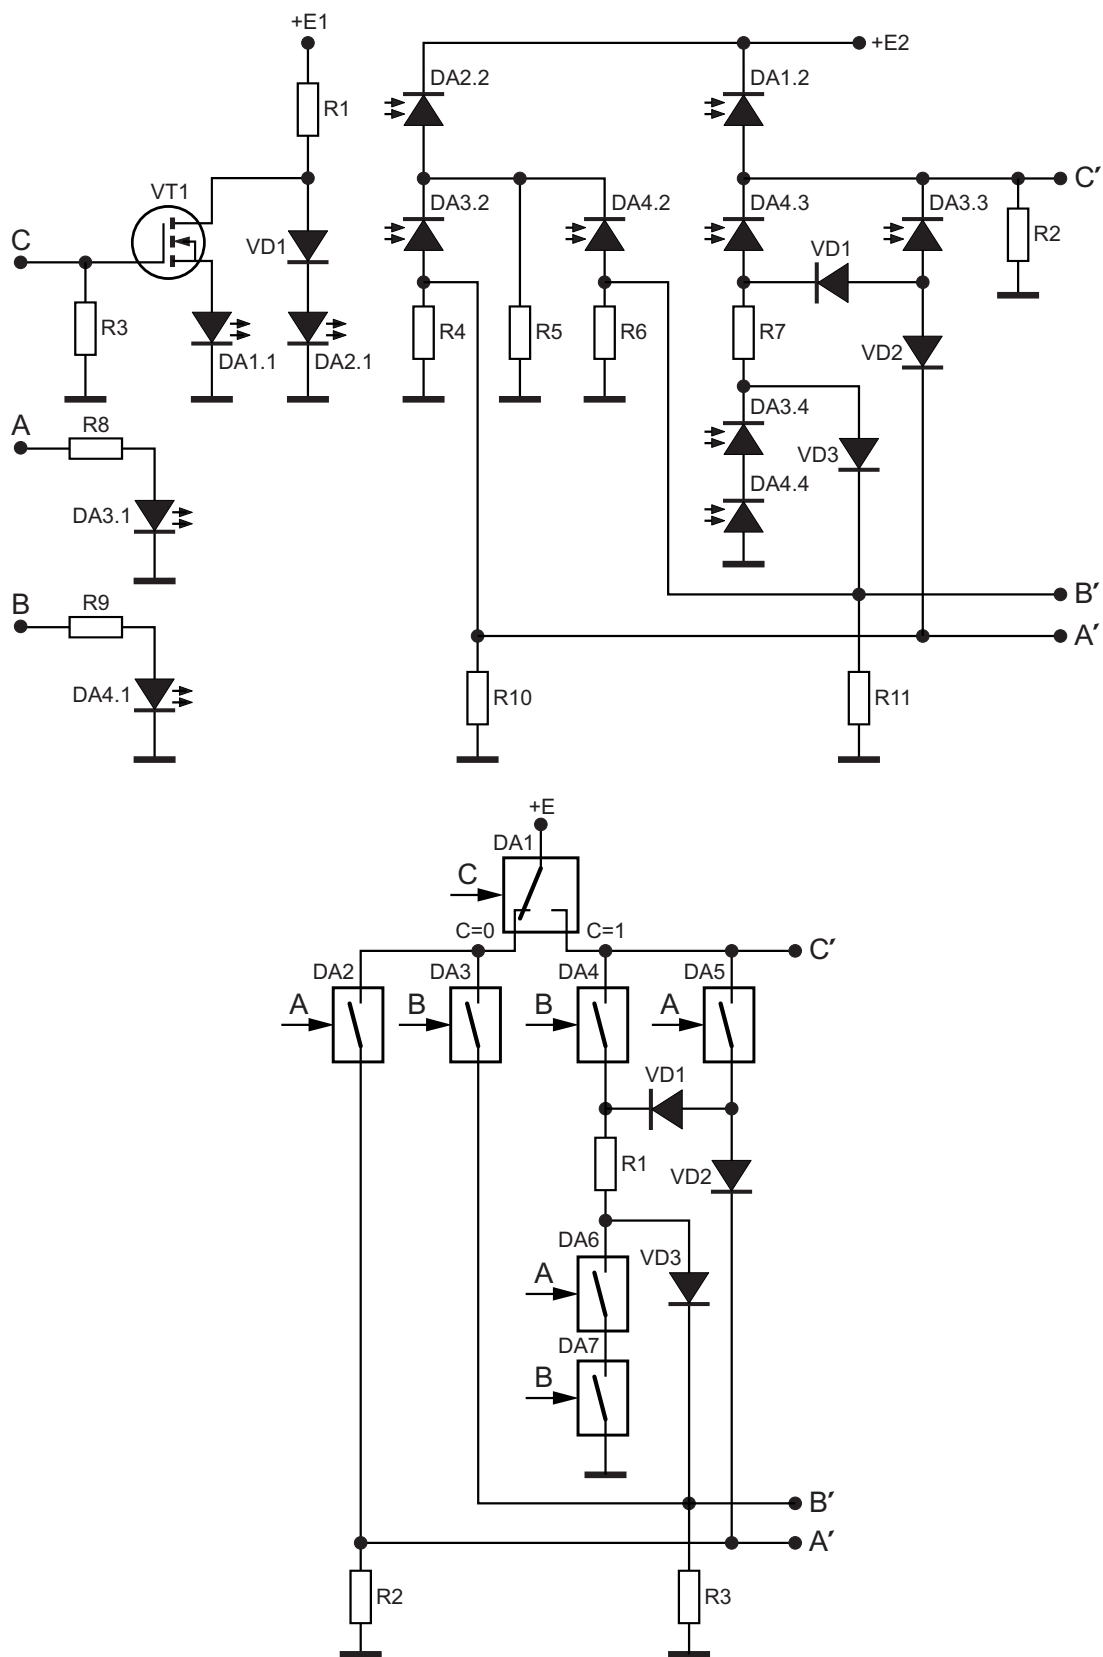 +E1
+E2
DA2.2
DA1.2
R1
VT1
C′
DA3.2
DA4.2
DA4.3
DA3.3
C
VD1
VD1
R2
R3
R4
R5
R6
R7
DA1.1
DA2.1
VD2
DA3.4
A
R8
VD3
DA4.4
DA3.1
B
R9
B′
A′
DA4.1
R10
R11
+E
DA1
C
C=0
C=1
C′
DA2
DA3
DA4
DA5
A
B
B
A
VD1
R1
VD2
DA6
VD3
A
DA7
B
B′
A′
R2
R3